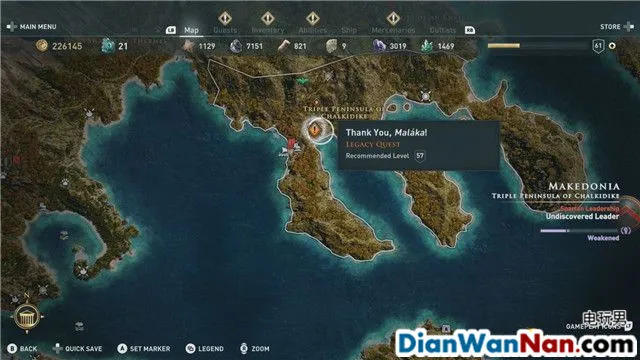 MAIN MENU
STORE
LB Map Quests Inventory Abilities Ship Mercenaries Cultists RB
226145 21 1129 7151 821 9 3019 1469 61
TRIPLE PENINSULA OF
CHALKIDIKE
Thank You, Maláka!
LEGACY QUEST
Recommended Level 57
MAKEDONIA
TRIPLE PENINSULA OF CHALKIDIKE
Spartan Leadership
Undiscovered Leader
Weakened
电玩男
GAMEPLAY ICONS
B BACK QUICK SAVE A SET MARKER LEGEND R ZOOM
DianWanNan.com